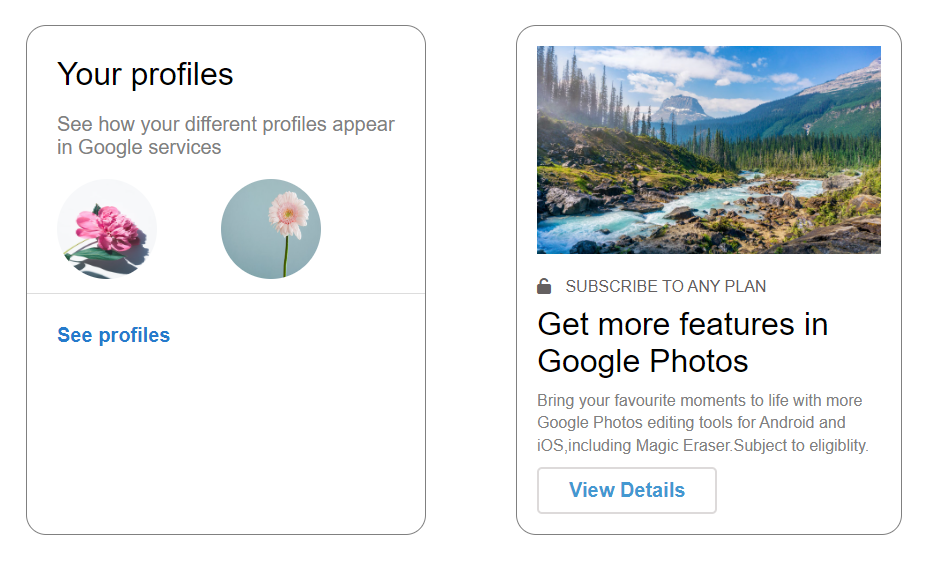 Your profiles
See how your different profiles appear
in Google services
See profiles
SUBSCRIBE TO ANY PLAN
Get more features in
Google Photos
Bring your favourite moments to life with more
Google Photos editing tools for Android and
iOS,including Magic Eraser.Subject to eligiblity.
View Details